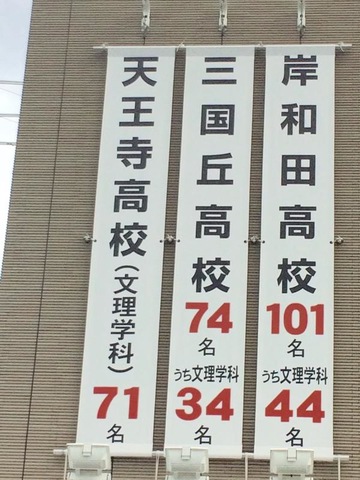 岸和田高校
101
名
うち文理学科
44
名
三国丘高校
74
名
うち文理学科
34
名
天王寺高校(文理学科)
71
名